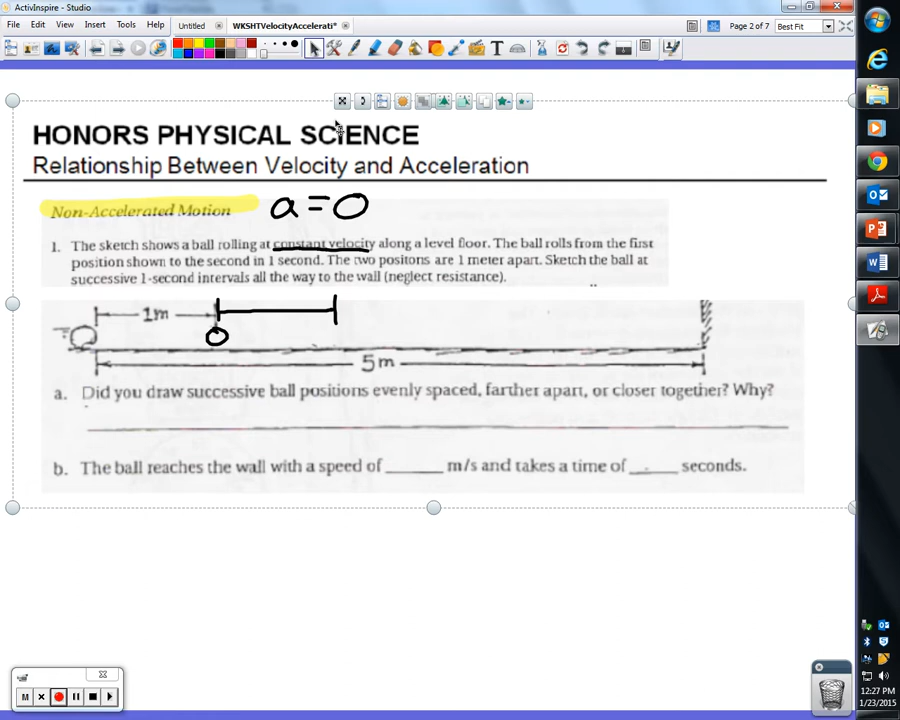 ActivInspire - Studio
File Edit View Insert Tools Help
Untitled
WKSHTVelocityAccelerati*
Page 2 of 7
Best Fit
HONORS PHYSICAL SCIENCE
Relationship Between Velocity and Acceleration
Non-Accelerated Motion
a = 0
1. The sketch shows a ball rolling at constant velocity along a level floor. The ball rolls from the first
position shown to the second in 1 second. The two positons are 1 meter apart. Sketch the ball at
successive 1-second intervals all the way to the wall (neglect resistance).
1m
5m
a. Did you draw successive ball positions evenly spaced, farther apart, or closer together? Why?
b. The ball reaches the wall with a speed of ______ m/s and takes a time of _____ seconds.
M
12:27 PM
1/23/2015